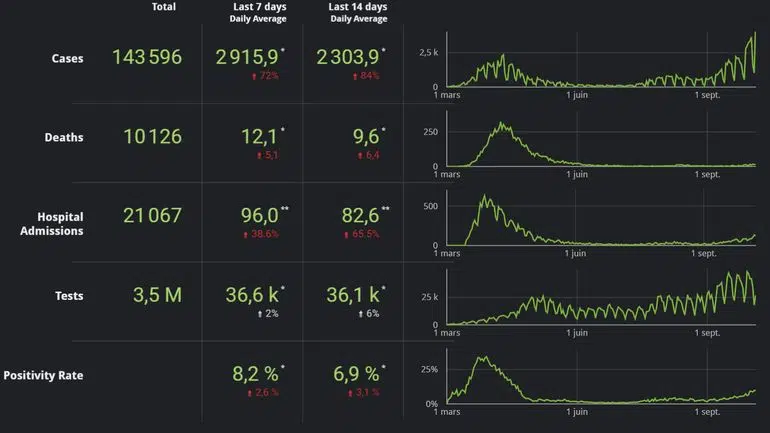 Total
Last 7 days
Daily Average
Last 14 days
Daily Average
Cases
143 596
2 915,9 *
72%
2 303,9 *
84%
2,5 k
0
1 mars
1 juin
1 sept.
Deaths
10 126
12,1 *
5,1
9,6 *
6,4
250
0
1 mars
1 juin
1 sept.
Hospital
Admissions
21 067
96,0 **
38.6%
82,6 **
65.5%
500
0
1 mars
1 juin
1 sept.
Tests
3,5 M
36,6 k *
2%
36,1 k *
6%
25 k
0
1 mars
1 juin
1 sept.
Positivity Rate
8,2 % *
2,6 %
6,9 % *
3,1 %
25%
0%
1 mars
1 juin
1 sept.